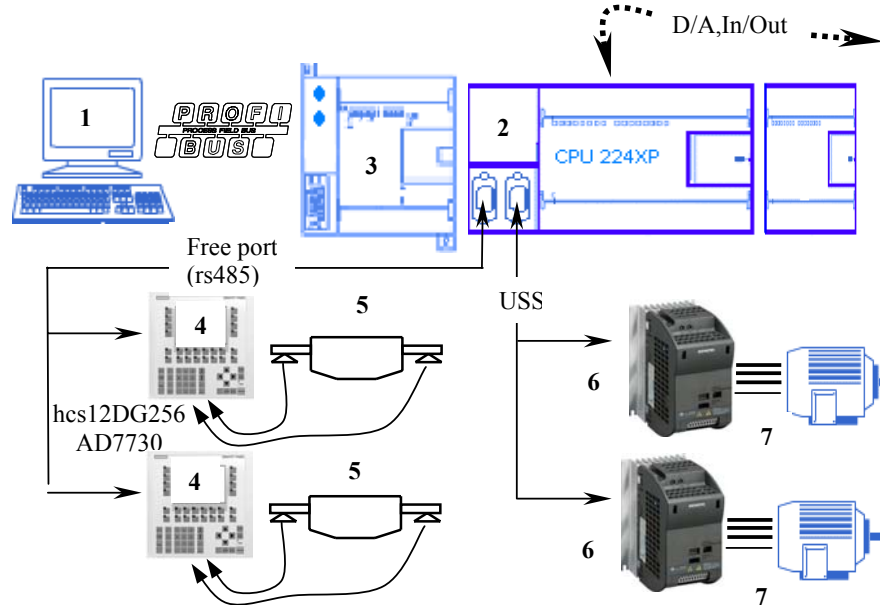 D/A,In/Out
1
PROFI
PROCESS FIELD BUS
BUS
3
2
CPU 224XP
Free port
(rs485)
USS
4
5
6
7
hcs12DG256
AD7730
4
5
6
7